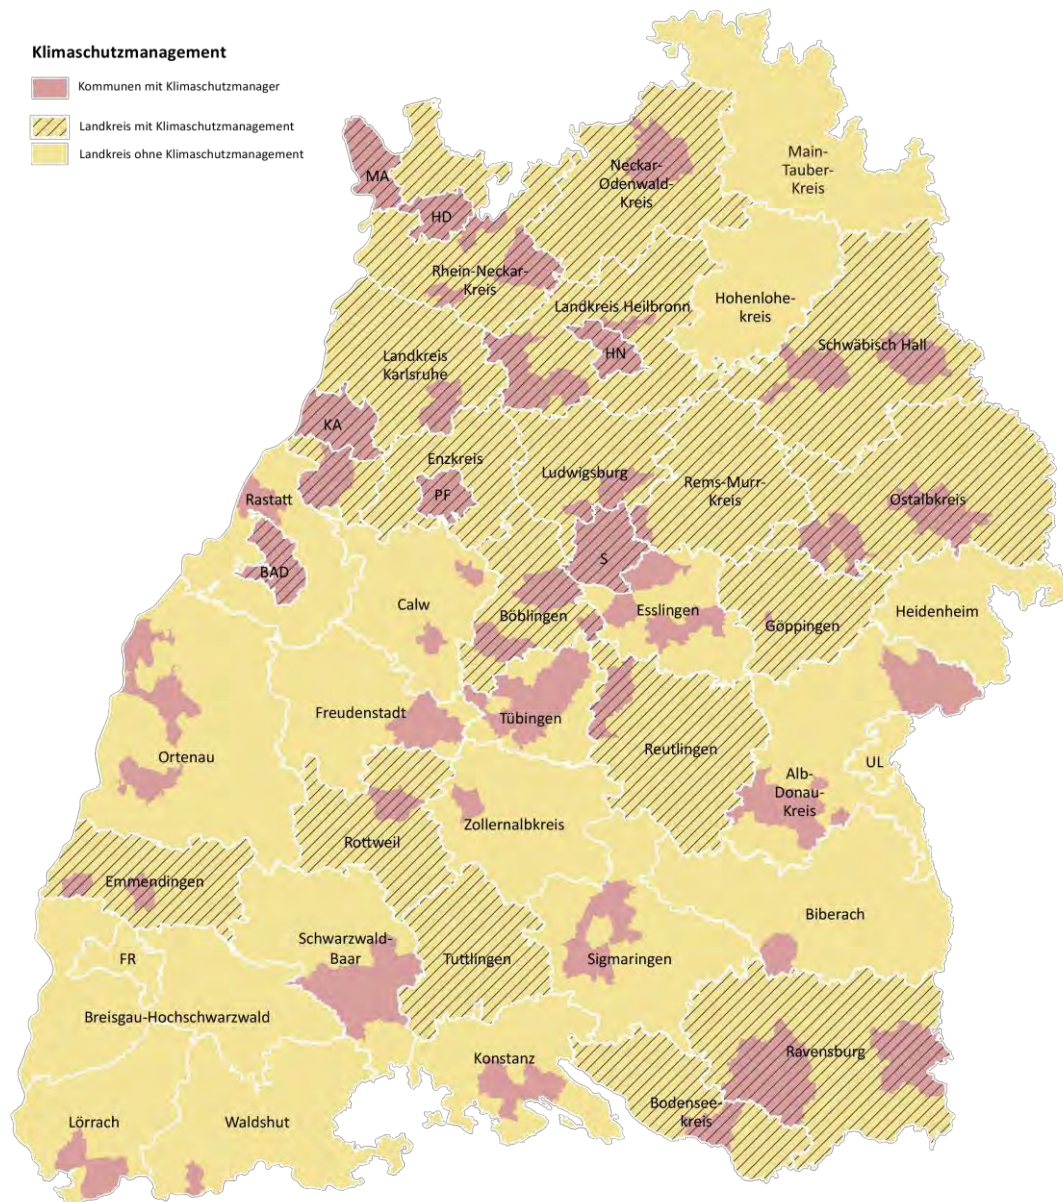 Klimaschutzmanagement
Kommunen mit Klimaschutzmanager
Landkreis mit Klimaschutzmanagement
Landkreis ohne Klimaschutzmanagement
Main-
Tauber-
Kreis
Neckar-
Odenwald-
Kreis
MA
HD
Rhein-Neckar-
Kreis
Landkreis Heilbronn
Hohenlohe-
kreis
HN
Schwäbisch Hall
Landkreis
Karlsruhe
KA
Enzkreis
Ludwigsburg
Rems-Murr-
Kreis
Ostalbkreis
Rastatt
PF
BAD
S
Calw
Böblingen
Esslingen
Göppingen
Heidenheim
Freudenstadt
Tübingen
Reutlingen
Ortenau
UL
Alb-
Donau-
Kreis
Zollernalbkreis
Rottweil
Emmendingen
Biberach
Schwarzwald-
Baar
FR
Tuttlingen
Sigmaringen
Breisgau-Hochschwarzwald
Konstanz
Ravensburg
Bodensee-
kreis
Lörrach
Waldshut